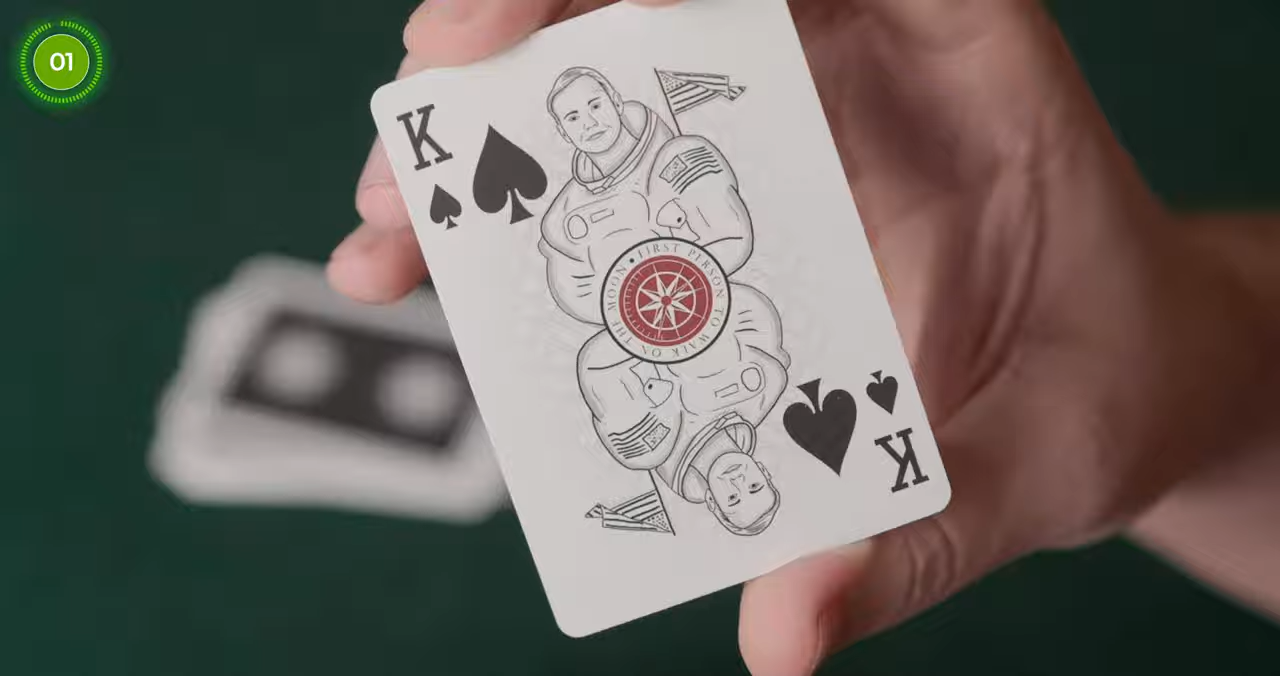 01
K
FIRST PERSON TO WALK ON THE MOON •
K